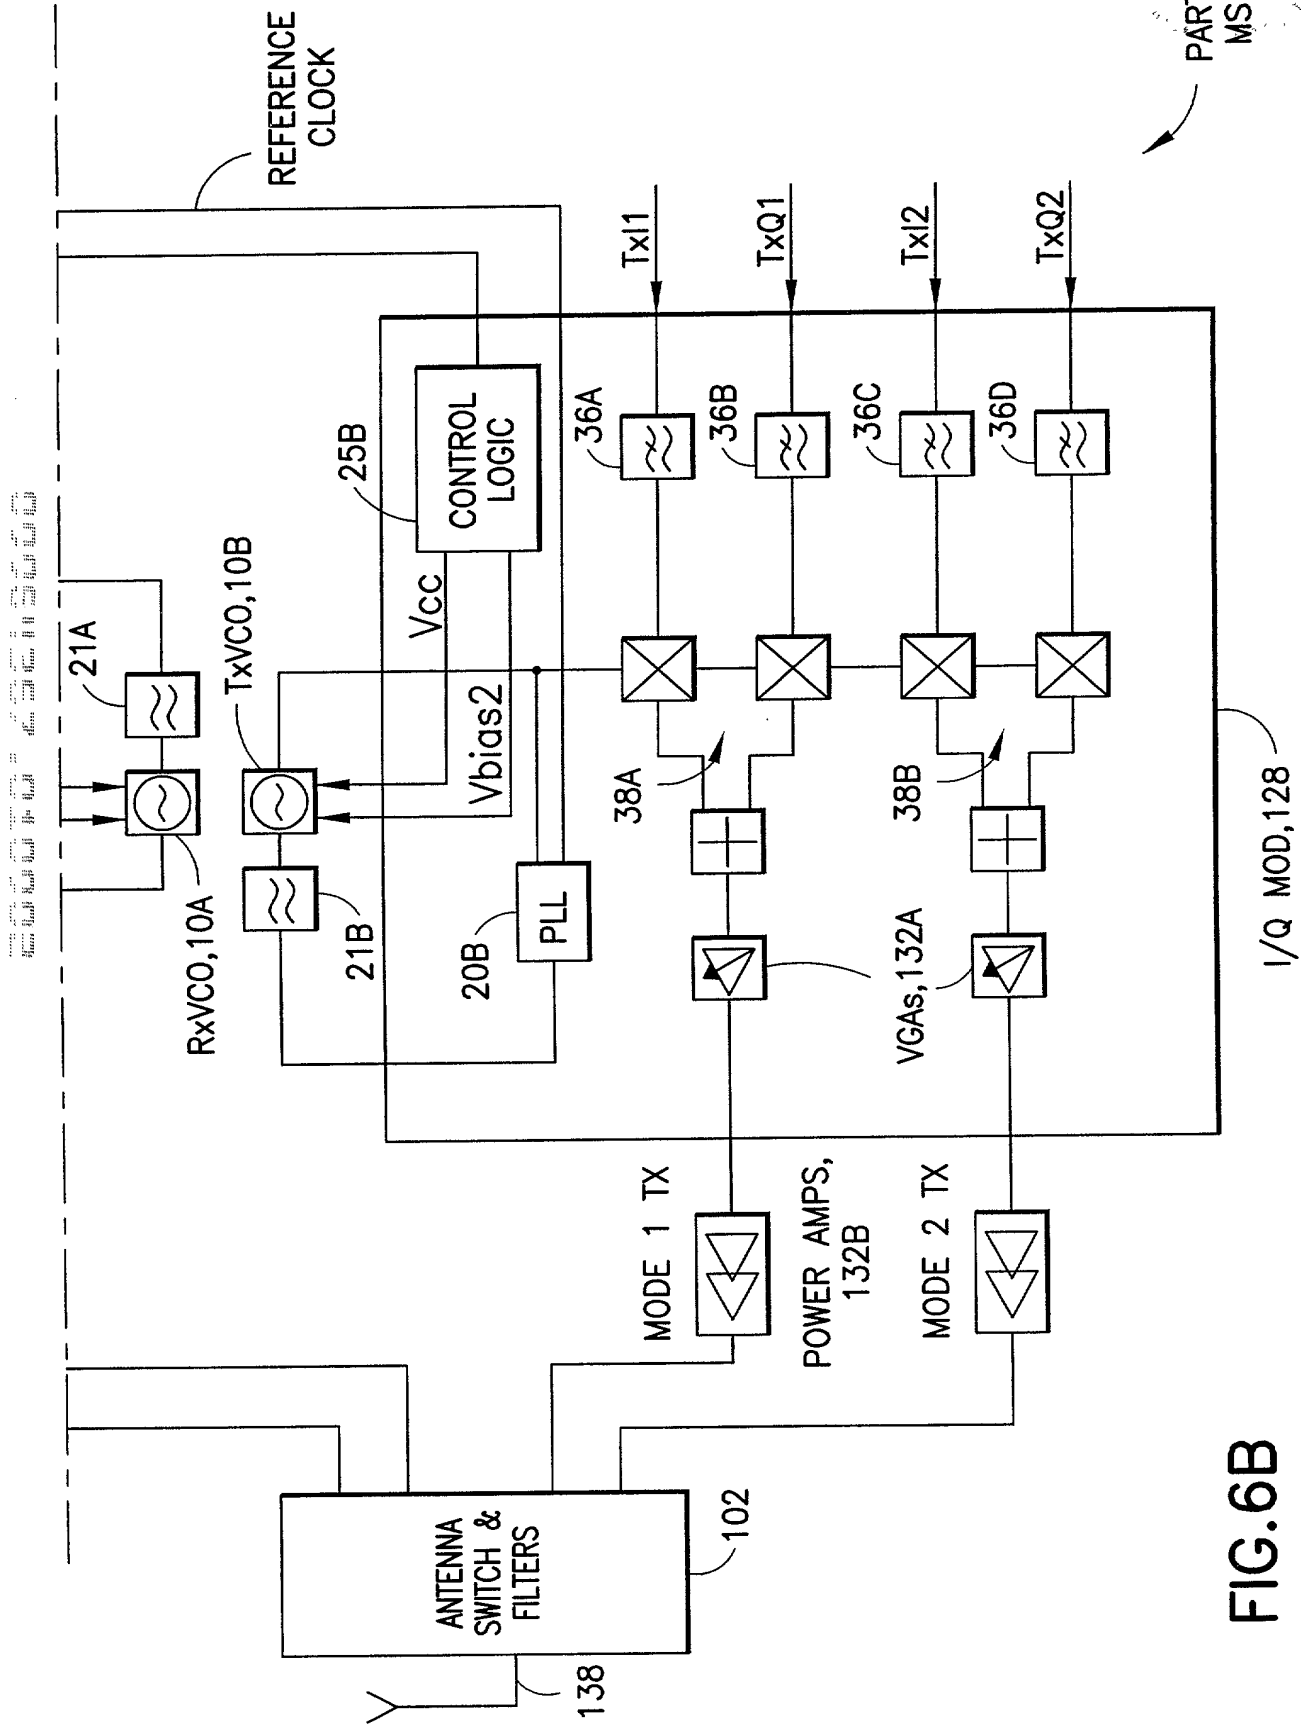 REFERENCE
CLOCK
PART
MS
21A
RxVCO,10A
TxVCO,10B
21B
25B
CONTROL
LOGIC
Vcc
Vbias2
20B
PLL
TxI1
TxQ1
TxI2
TxQ2
36A
36B
36C
36D
38A
38B
VGAs,132A
I/Q MOD,128
MODE 1 TX
POWER AMPS,
132B
MODE 2 TX
ANTENNA
SWITCH &
FILTERS
102
138
FIG.6B